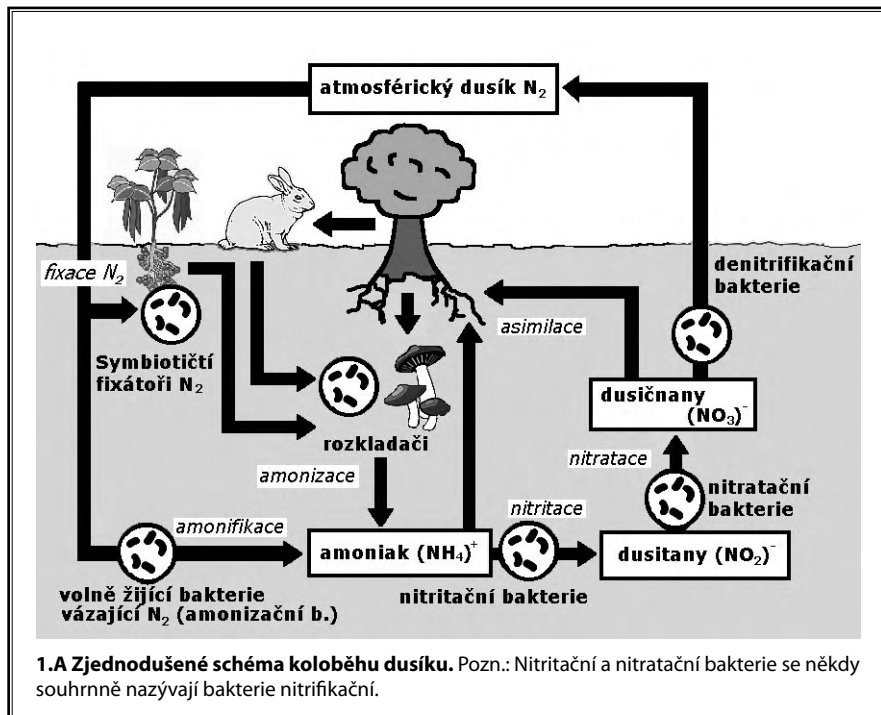 atmosférický dusík N₂
fixace N₂
denitrifikační
bakterie
asimilace
Symbiotičtí
fixátoři N₂
dusičnany
(NO₃)⁻
rozkladači
amonizace
nitratace
nitratační
bakterie
amonifikace
nitritace
amoniak (NH₄)⁺
dusitany (NO₂)⁻
volně žijící bakterie
vázající N₂ (amonizační b.)
nitritační bakterie
1.A Zjednodušené schéma koloběhu dusíku. Pozn.: Nitritační a nitratační bakterie se někdy
souhrnně nazývají bakterie nitrifikační.